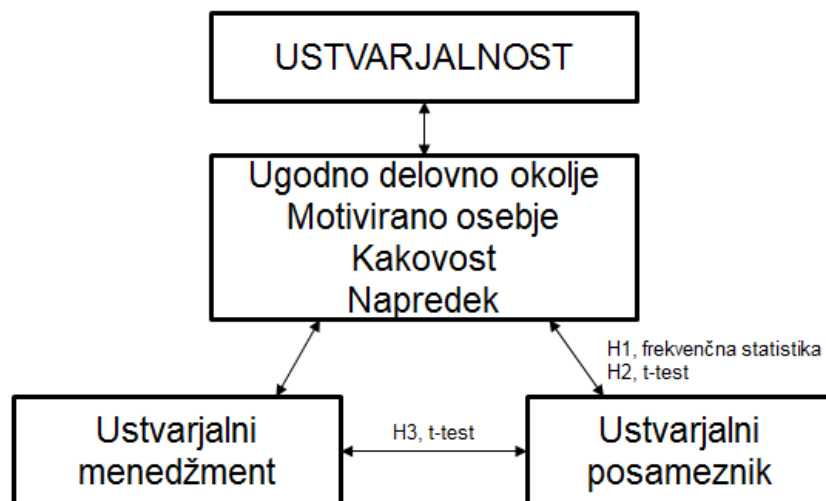 USTVARJALNOST
Ugodno delovno okolje
Motivirano osebje
Kakovost
Napredek
H1, frekvenčna statistika
H2, t-test
Ustvarjalni
menedžment
H3, t-test
Ustvarjalni
posameznik